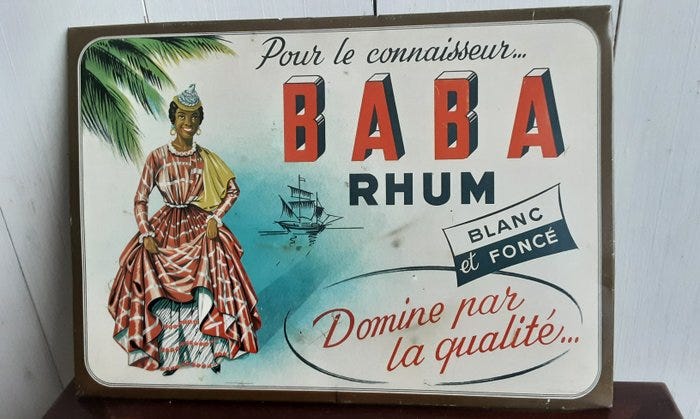 Pour le connaisseur...
BABA
RHUM
BLANC
et FONCÉ
Domine par
la qualité...